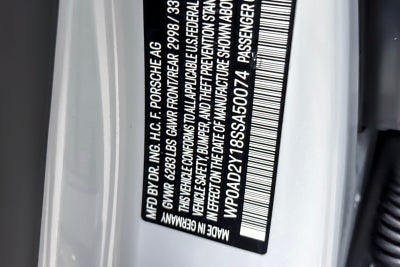 MFD BY DR. ING. H.C. F. PORSCHE AG
MADE IN GERMANY
GVWR 6283 LBS GAWR FRONT/REAR 2998 / 33
THIS VEHICLE CONFORMS TO ALL APPLICABLE U.S. FEDERAL
SAFETY, BUMPER, AND THEFT PREVENTION STAN
IN EFFECT ON THE DATE OF MANUFACTURE SHOWN ABOV
WP0AD2Y18SSA50074 PASSENGER C